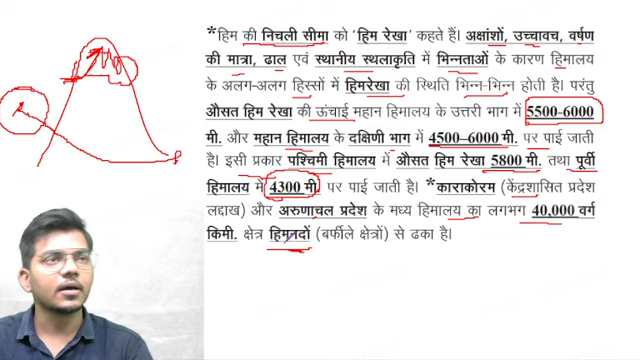 *हिम की निचली सीमा को 'हिम रेखा' कहते हैं। अक्षांशों, उच्चावच, वर्षण
की मात्रा, ढाल एवं स्थानीय स्थलाकृति में भिन्नताओं के कारण हिमालय
के अलग-अलग हिस्सों में हिमरेखा की स्थिति भिन्न-भिन्न होती है। परंतु
औसत हिम रेखा की ऊंचाई महान हिमालय के उत्तरी भाग में 5500-6000
मी. और महान हिमालय के दक्षिणी भाग में 4500-6000 मी. पर पाई जाती
है। इसी प्रकार पश्चिमी हिमालय में औसत हिम रेखा 5800 मी. तथा पूर्वी
हिमालय में 4300 मी. पर पाई जाती है। *काराकोरम (केंद्रशासित प्रदेश
लद्दाख) और अरुणाचल प्रदेश के मध्य हिमालय का लगभग 40,000 वर्ग
किमी. क्षेत्र हिमनदों (बर्फीले क्षेत्रों) से ढका है।